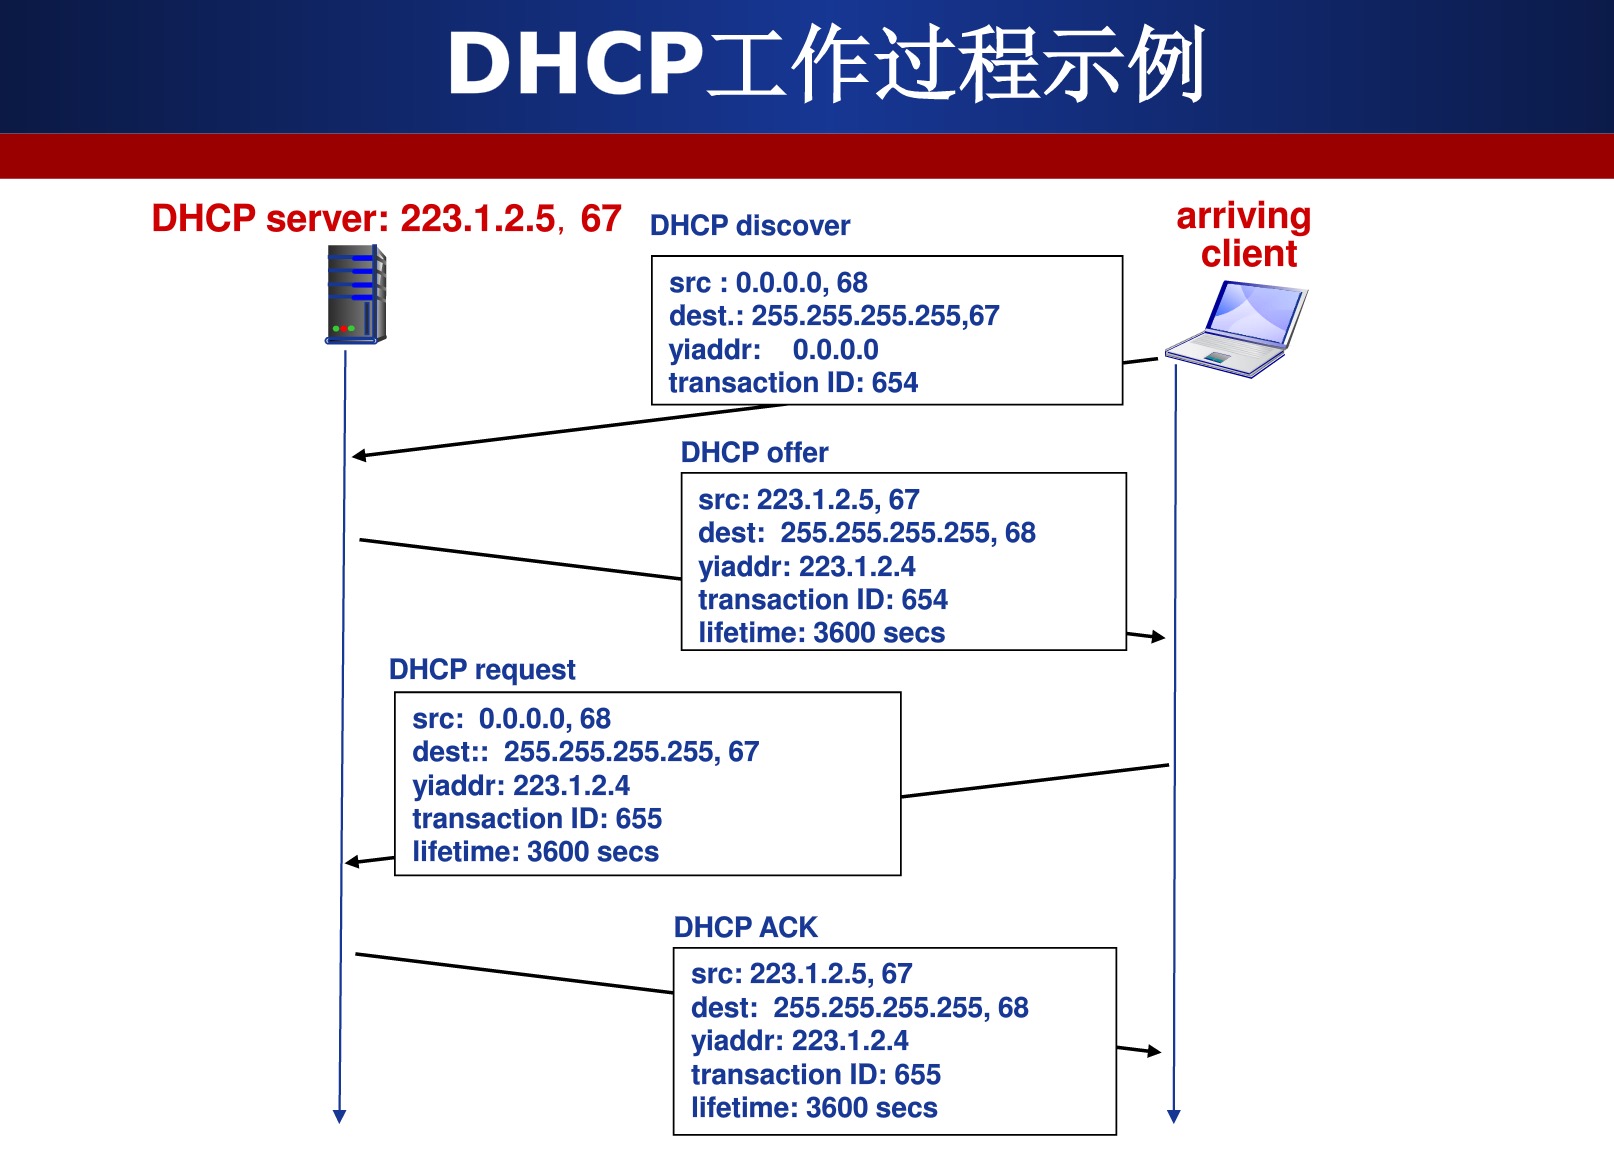 DHCP工作过程示例
DHCP server: 223.1.2.5, 67
arriving
client
DHCP discover
src : 0.0.0.0, 68
dest.: 255.255.255.255,67
yiaddr: 0.0.0.0
transaction ID: 654
DHCP offer
src: 223.1.2.5, 67
dest: 255.255.255.255, 68
yiaddr: 223.1.2.4
transaction ID: 654
lifetime: 3600 secs
DHCP request
src: 0.0.0.0, 68
dest:: 255.255.255.255, 67
yiaddr: 223.1.2.4
transaction ID: 655
lifetime: 3600 secs
DHCP ACK
src: 223.1.2.5, 67
dest: 255.255.255.255, 68
yiaddr: 223.1.2.4
transaction ID: 655
lifetime: 3600 secs